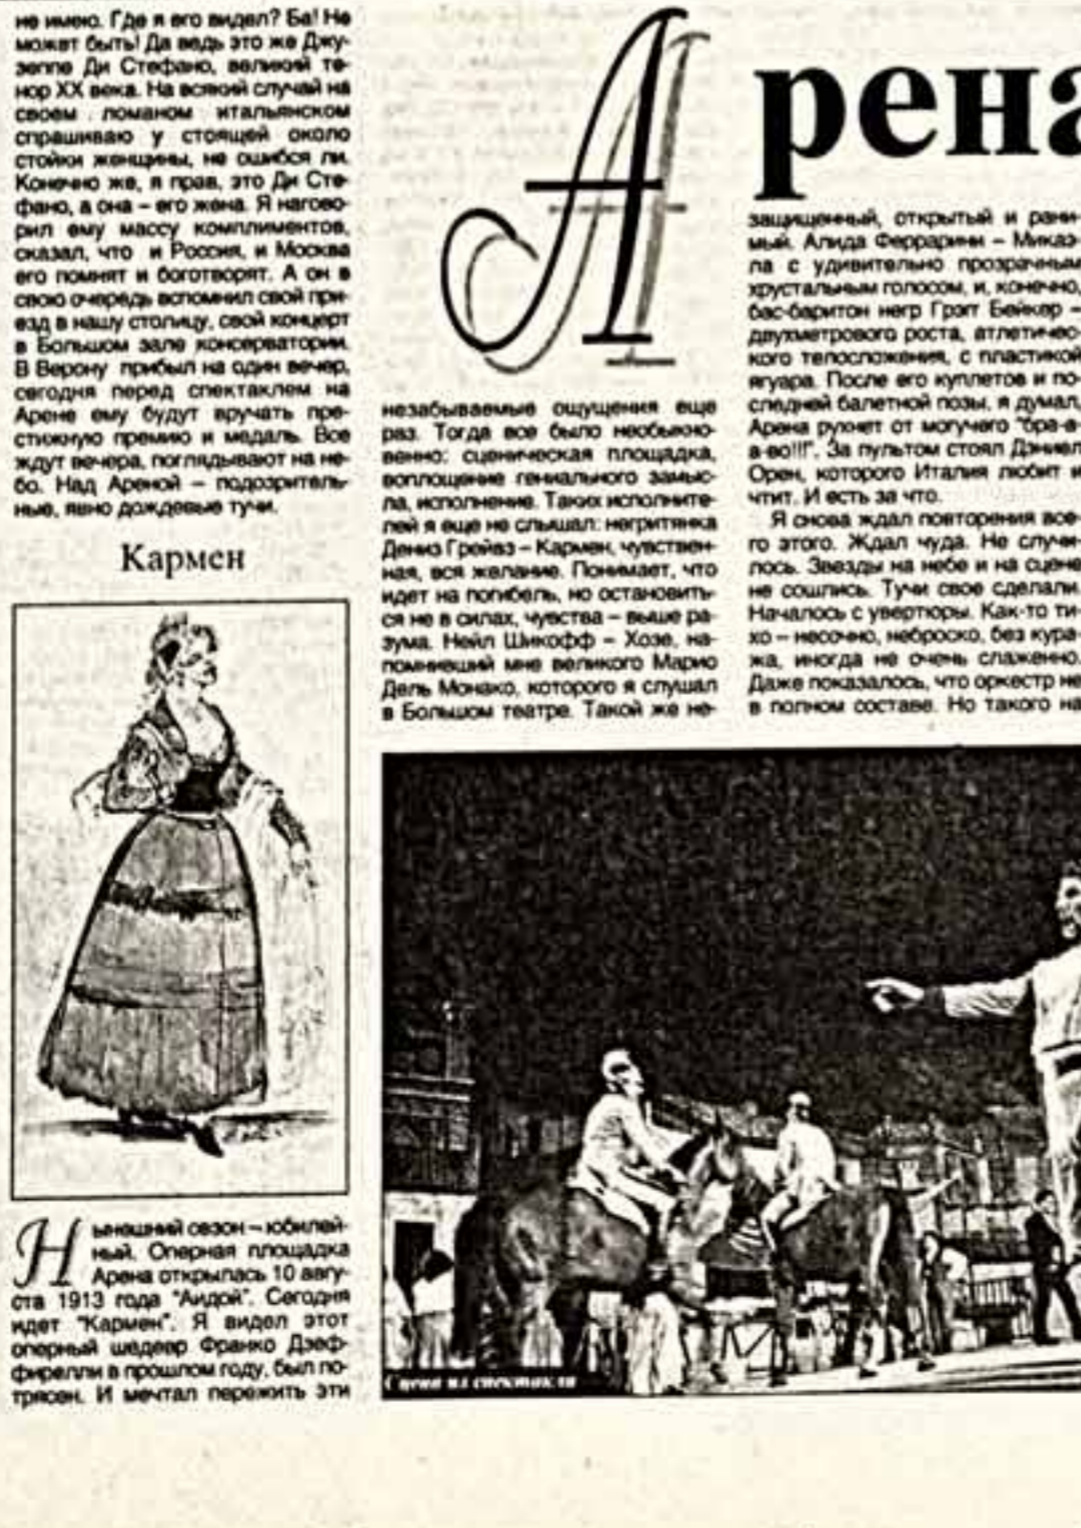 не имею. Где я его видел? Ба! Не
может быть! Да ведь это же Джу-
зеппе Ди Стефано, великий те-
нор XX века. На всякий случай на
своем ломаном итальянском
спрашиваю у стоящей около
стойки женщины, не ошибся ли.
Конечно же, я прав, это Ди Сте-
фано, а она – его жена. Я нагово-
рил ему массу комплиментов,
сказал, что и Россия, и Москва
его помнят и боготворят. А он в
свою очередь вспомнил свой при-
езд в нашу столицу, свой концерт
в Большом зале консерватории.
В Верону прибыл на один вечер,
сегодня перед спектаклем на
Арене ему будут вручать пре-
стижную премию и медаль. Все
ждут вечера, поглядывают на не-
бо. Над Ареной – подозритель-
ные, явно дождевые тучи.
Кармен
Нынешний сезон – юбилей-
ный. Оперная площадка
Арена открылась 10 авгу-
ста 1913 года "Аидой". Сегодня
идет "Кармен". Я видел этот
оперный шедевр Франко Дзеф-
фирелли в прошлом году, был по-
трясен. И мечтал пережить эти
Арена
незабываемые ощущения еще
раз. Тогда все было необыкно-
венно: сценическая площадка,
воплощение гениального замыс-
ла, исполнение. Таких исполните-
лей я еще не слышал: негритянка
Дениз Грейвз – Кармен, чувствен-
ная, вся желание. Понимает, что
идет на погибель, но остановить-
ся не в силах, чувства – выше ра-
зума. Нейл Шикофф – Хозе, на-
помнивший мне великого Марио
Дель Монако, которого я слушал
в Большом театре. Такой же не-
защищенный, открытый и рани-
мый. Алида Феррарини – Микаэ-
ла с удивительно прозрачным
хрустальным голосом, и, конечно,
бас-баритон негр Грэгг Бейкер –
двухметрового роста, атлетичес-
кого телосложения, с пластикой
ягуара. После его куплетов и по-
следней балетной позы, я думал,
Арена рухнет от могучего "бра-а-
а-во!!!". За пультом стоял Дэниел
Орен, которого Италия любит и
чтит. И есть за что.
Я снова ждал повторения все-
го этого. Ждал чуда. Не случи-
лось. Звезды на небе и на сцене
не сошлись. Тучи свое сделали.
Началось с увертюры. Как-то ти-
хо – несочно, неброско, без кура-
жа, иногда не очень слаженно.
Даже показалось, что оркестр не
в полном составе. Но такого на
Сцена из спектакля